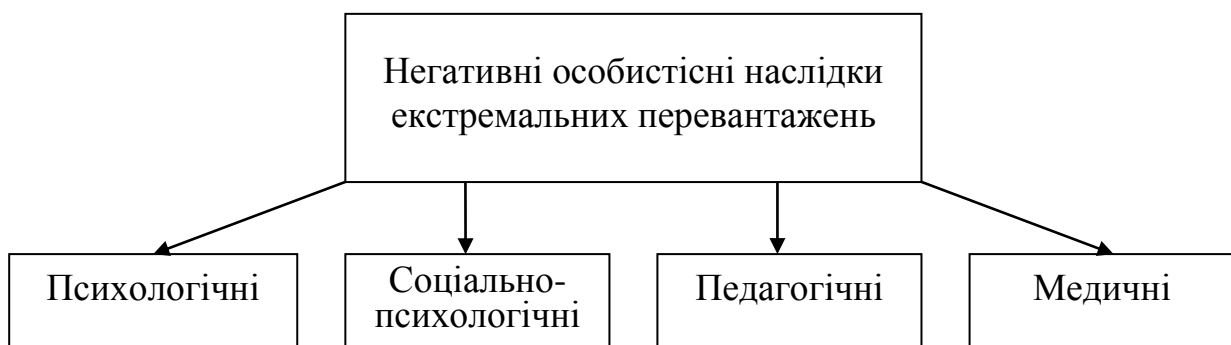 Негативні особистісні наслідки
екстремальних перевантажень
Психологічні
Соціально-
психологічні
Педагогічні
Медичні